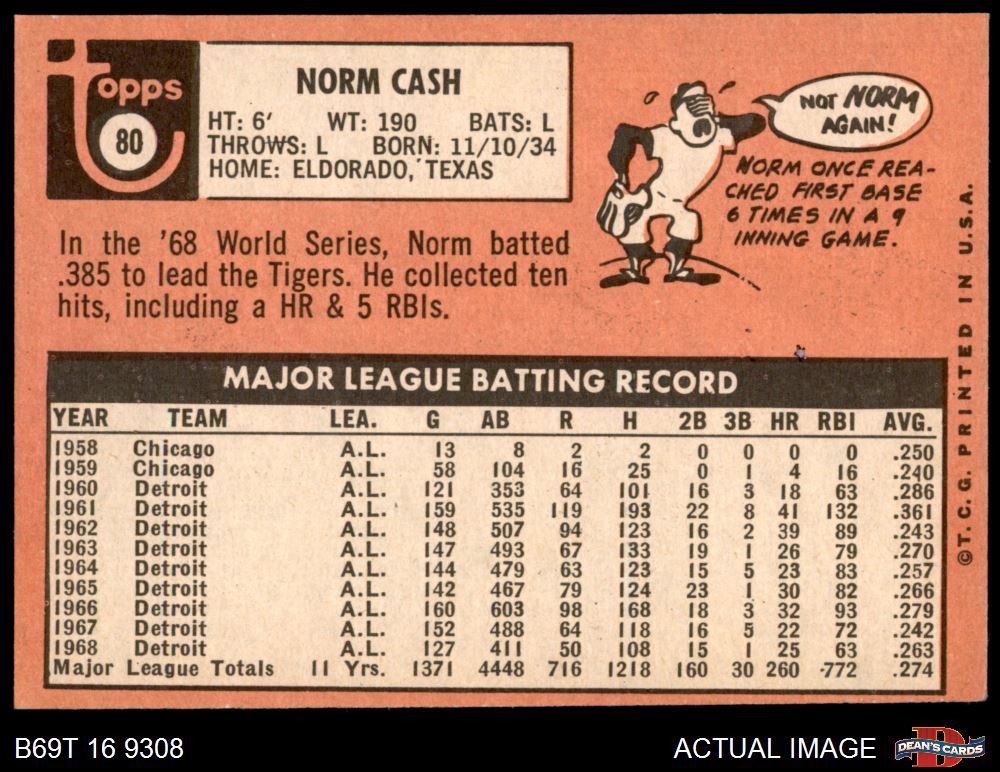 Topps
80
NORM CASH
HT: 6' WT: 190 BATS: L
THROWS: L BORN: 11/10/34
HOME: ELDORADO, TEXAS
NOT NORM
AGAIN!
NORM ONCE REA-
CHED FIRST BASE
6 TIMES IN A 9
INNING GAME.
In the '68 World Series, Norm batted
.385 to lead the Tigers. He collected ten
hits, including a HR & 5 RBIs.
MAJOR LEAGUE BATTING RECORD
YEAR TEAM LEA. G AB R H 2B 3B HR RBI AVG.
1958 Chicago A.L. 13 8 2 2 0 0 0 0 .250
1959 Chicago A.L. 58 104 16 25 0 1 4 16 .240
1960 Detroit A.L. 121 353 64 101 16 3 18 63 .286
1961 Detroit A.L. 159 535 119 193 22 8 41 132 .361
1962 Detroit A.L. 148 507 94 123 16 2 39 89 .243
1963 Detroit A.L. 147 493 67 133 19 1 26 79 .270
1964 Detroit A.L. 144 479 63 123 15 5 23 83 .257
1965 Detroit A.L. 142 467 79 124 23 1 30 82 .266
1966 Detroit A.L. 160 603 98 168 18 3 32 93 .279
1967 Detroit A.L. 152 488 64 118 16 5 22 72 .242
1968 Detroit A.L. 127 411 50 108 15 1 25 63 .263
Major League Totals 11 Yrs. 1371 4448 716 1218 160 30 260 -772 .274
©T.C.G. PRINTED IN U.S.A.
B69T 16 9308
ACTUAL IMAGE
D
DEAN'S CARDS